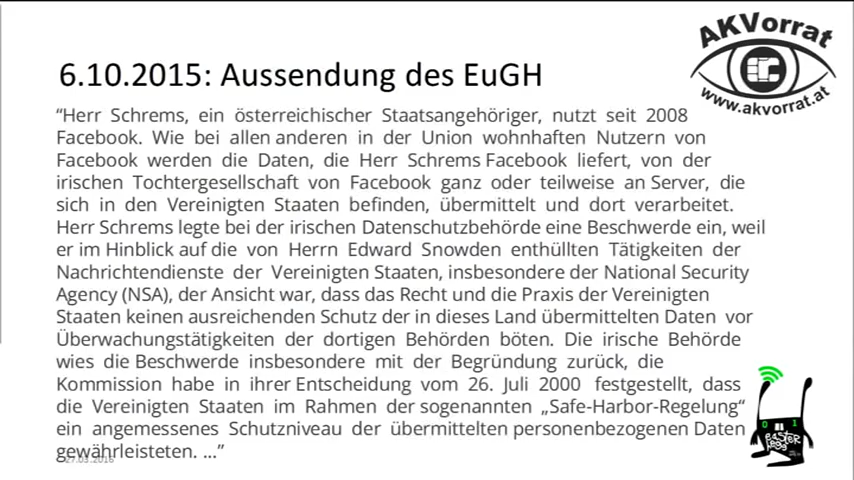 AKVorrat
www.akvorrat.at
6.10.2015: Aussendung des EuGH
“Herr Schrems, ein österreichischer Staatsangehöriger, nutzt seit 2008
Facebook. Wie bei allen anderen in der Union wohnhaften Nutzern von
Facebook werden die Daten, die Herr Schrems Facebook liefert, von der
irischen Tochtergesellschaft von Facebook ganz oder teilweise an Server, die
sich in den Vereinigten Staaten befinden, übermittelt und dort verarbeitet.
Herr Schrems legte bei der irischen Datenschutzbehörde eine Beschwerde ein, weil
er im Hinblick auf die von Herrn Edward Snowden enthüllten Tätigkeiten der
Nachrichtendienste der Vereinigten Staaten, insbesondere der National Security
Agency (NSA), der Ansicht war, dass das Recht und die Praxis der Vereinigten
Staaten keinen ausreichenden Schutz der in dieses Land übermittelten Daten vor
Überwachungstätigkeiten der dortigen Behörden böten. Die irische Behörde
wies die Beschwerde insbesondere mit der Begründung zurück, die
Kommission habe in ihrer Entscheidung vom 26. Juli 2000 festgestellt, dass
die Vereinigten Staaten im Rahmen der sogenannten „Safe-Harbor-Regelung“
ein angemessenes Schutzniveau der übermittelten personenbezogenen Daten
gewährleisteten. ...”
27.03.2016
0 1
easter
hegg